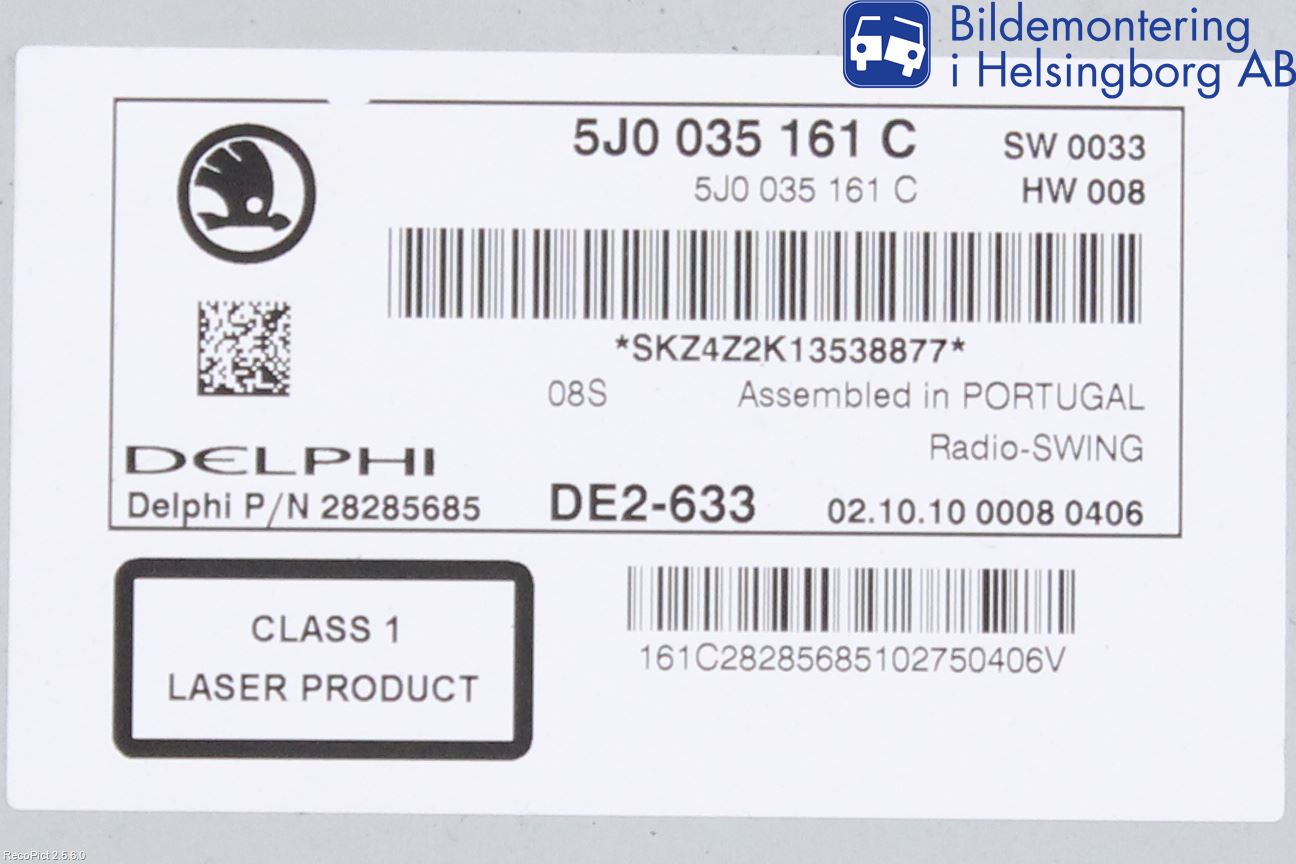 Bildemontering
i Helsingborg AB
5J0 035 161 C SW 0033
5J0 035 161 C HW 008
*SKZ4Z2K13538877*
08S Assembled in PORTUGAL
Radio-SWING
DELPHI
Delphi P/N 28285685 DE2-633 02.10.10 0008 0406
CLASS 1
LASER PRODUCT
161C28285685102750406V
RecoPict 2.5.6.0